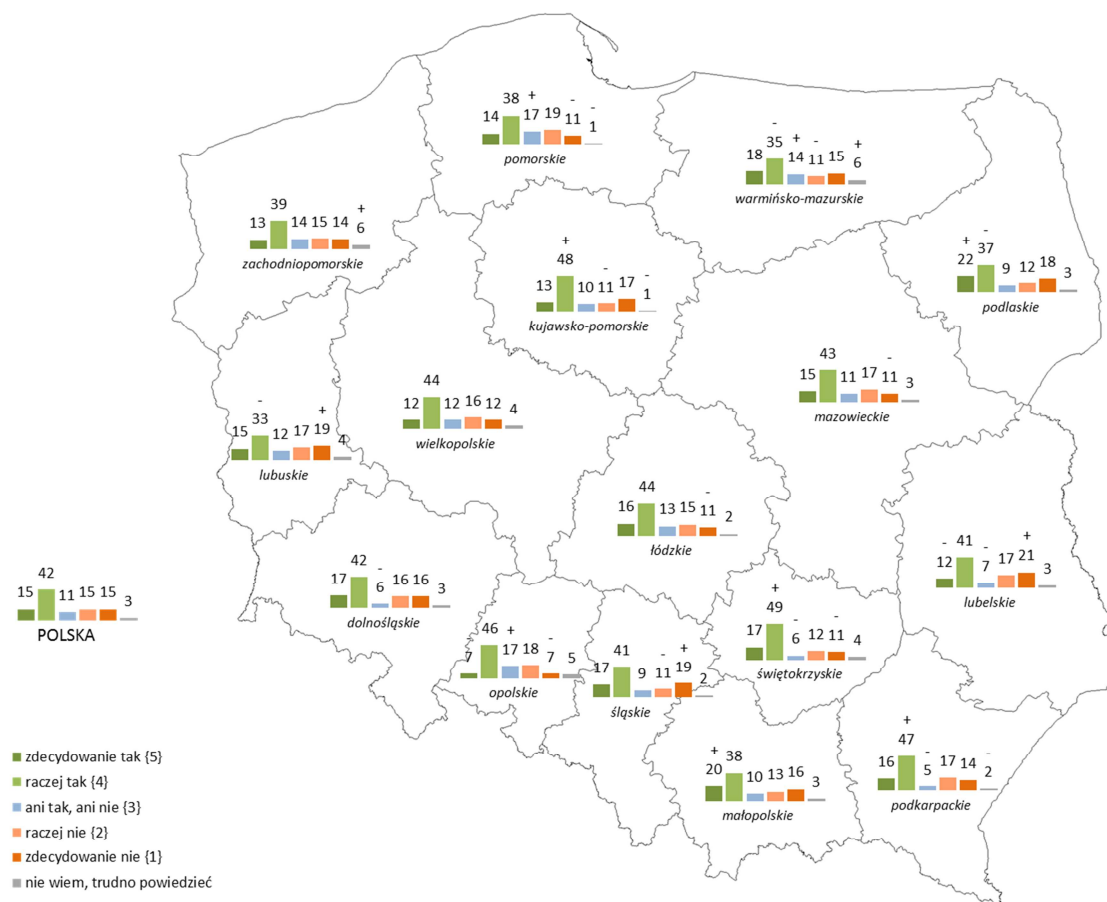 38 +
14 17 19 - -
11 1
pomorskie
-
35 + - +
18 14 11 15 6
warmińsko-mazurskie
39 +
13 14 15 14 6
zachodniopomorskie
+
48 - -
13 10 11 17 1
kujawsko-pomorskie
+ -
22 37 9 12 18 3
podlaskie
43 -
15 11 17 11 3
mazowieckie
44
12 12 16 12 4
wielkopolskie
-
33 +
15 12 17 19 4
lubuskie
44 -
16 13 15 11 2
łódzkie
- 41 - +
12 7 17 21 3
lubelskie
42 -
17 6 16 16 3
dolnośląskie
42
15 11 15 15 3
POLSKA
+
49 - -
17 6 12 11 4
świętokrzyskie
- 46 + -
7 17 18 7 5
opolskie
41 - +
17 9 11 19 2
śląskie
+
47 - -
16 5 17 14 2
podkarpackie
+ 38
20 10 13 16 3
małopolskie
zdecydowanie tak {5}
raczej tak {4}
ani tak, ani nie {3}
raczej nie {2}
zdecydowanie nie {1}
nie wiem, trudno powiedzieć